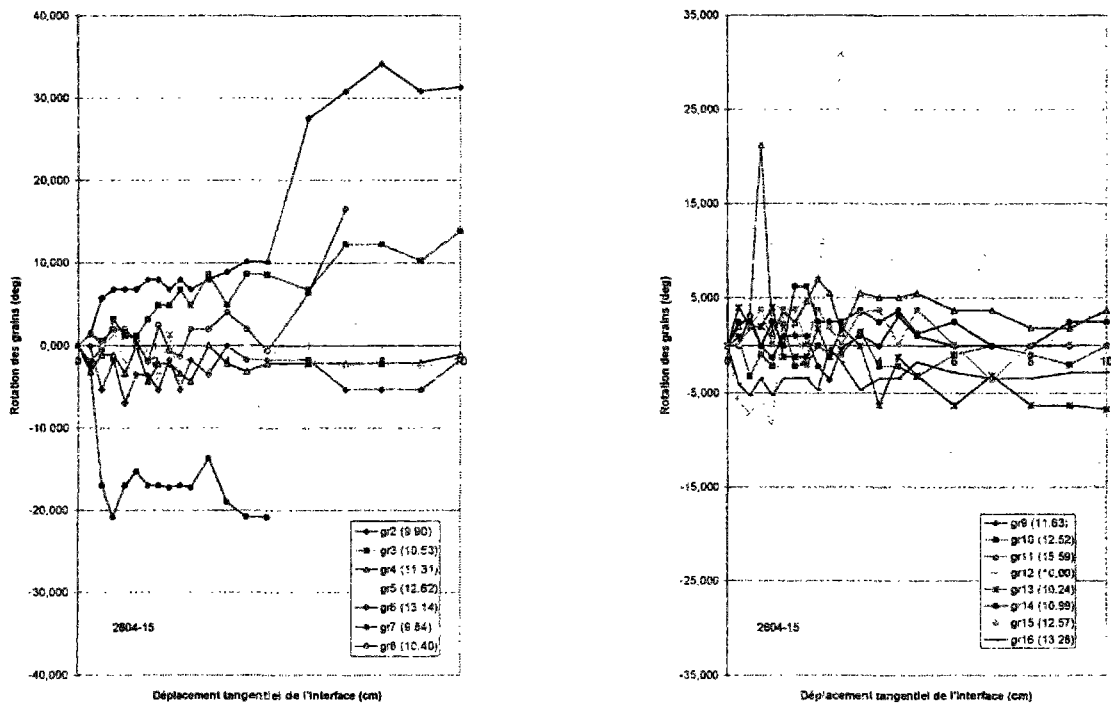 40,000
30,000
20,000
10,000
0,000
-10,000
-20,000
-30,000
-40,000
Rotation des grains (deg)
2604-15
gr2 (9.90)
gr3 (10.53)
gr4 (11.31)
gr5 (12.62)
gr6 (13.14)
gr7 (9.84)
gr8 (10.40)
Déplacement tangentiel de l'interface (cm)
35,000
25,000
15,000
5,000
-5,000
-15,000
-25,000
-35,000
Rotation des grains (deg)
10
2604-15
gr9 (11.63)
gr10 (12.52)
gr11 (15.59)
gr12
gr13 (10.24)
gr14 (10.99)
gr15 (12.57)
gr16 (13.28)
Déplacement tangentiel de l'interface (cm)